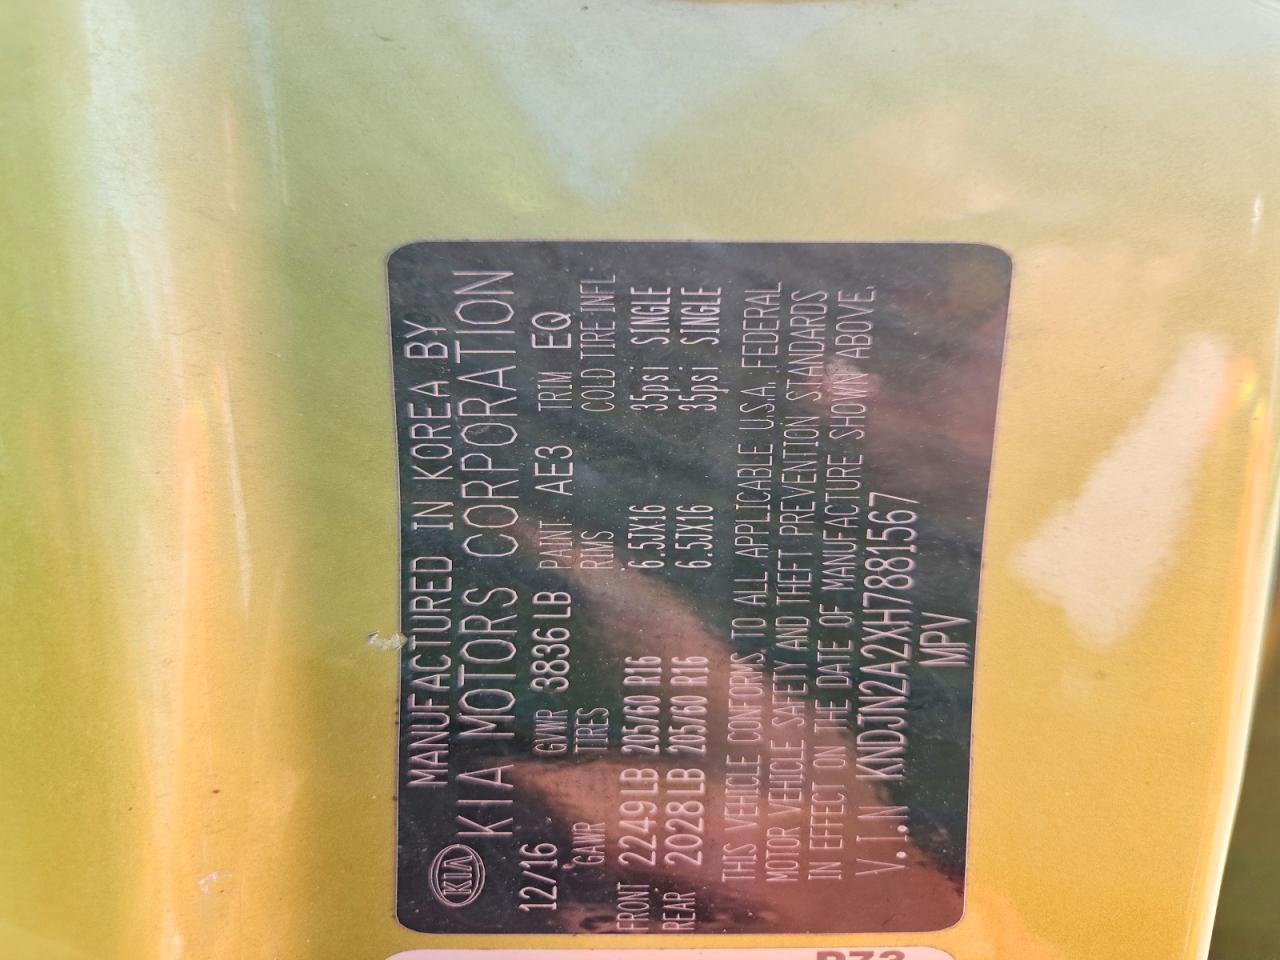 KIA
MANUFACTURED IN KOREA BY
KIA MOTORS CORPORATION
12/16 GVWR 3836 LB PAINT: AE3 TRIM EQ
GAWR TIRES RIMS COLD TIRE INFL
FRONT 2249LB 205/60 R16 6.5JX16 35psi SINGLE
REAR 2028LB 205/60 R16 6.5JX16 35psi SINGLE
THIS VEHICLE CONFORMS TO ALL APPLICABLE U.S.A. FEDERAL
MOTOR VEHICLE SAFETY AND THEFT PREVENTION STANDARDS
IN EFFECT ON THE DATE OF MANUFACTURE SHOWN ABOVE.
V.I.N KNDJN2A2XH7881567
MPV